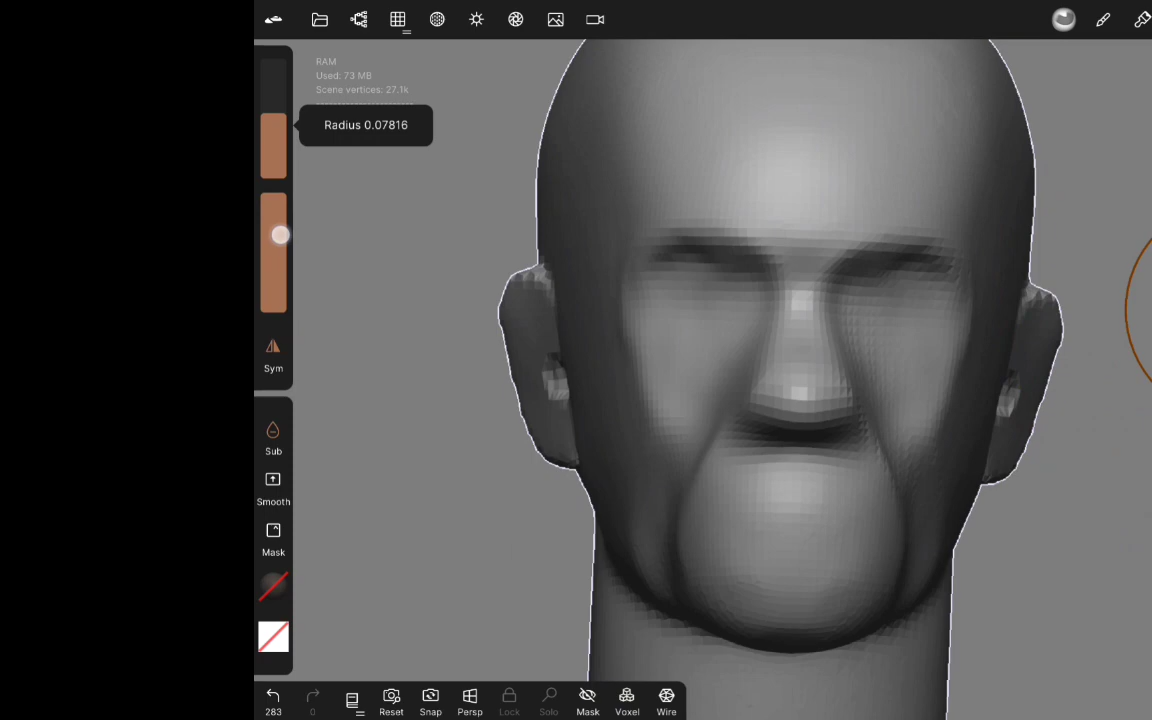 RAM
Used: 73 MB
Scene vertices: 27.1k
Radius 0.07816
Sym
Sub
Smooth
Mask
283
0
Reset
Snap
Persp
Lock
Solo
Mask
Voxel
Wire